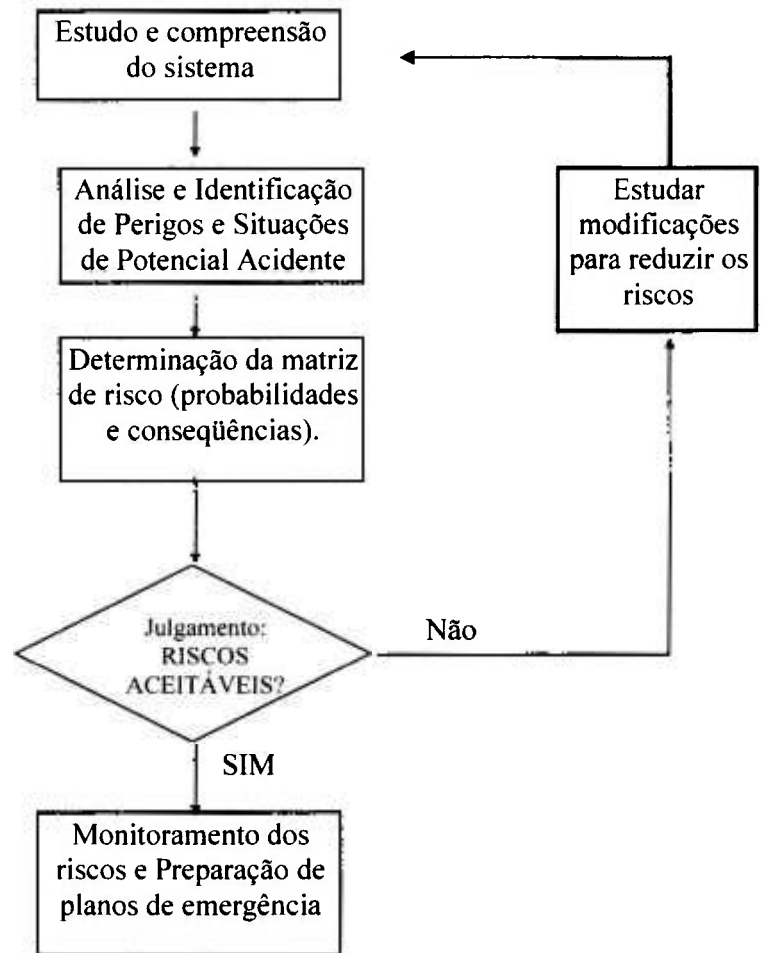 Estudo e compreensão
do sistema
Análise e Identificação
de Perigos e Situações
de Potencial Acidente
Estudar
modificações
para reduzir os
riscos
Determinação da matriz
de risco (probabilidades
e conseqüências).
Julgamento:
RISCOS
ACEITÁVEIS?
Não
SIM
Monitoramento dos
riscos e Preparação de
planos de emergência